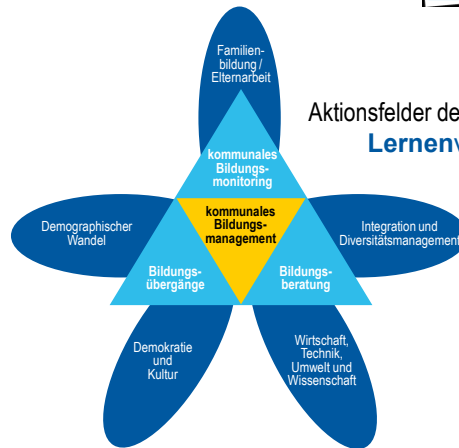 Familien-
bildung /
Elternarbeit
Aktionsfelder de
Lernenv
kommunales
Bildungs-
monitoring
kommunales
Bildungs-
management
Demographischer
Wandel
Integration und
Diversitätsmanagement
Bildungs-
übergänge
Bildungs-
beratung
Demokratie
und
Kultur
Wirtschaft,
Technik,
Umwelt und
Wissenschaft